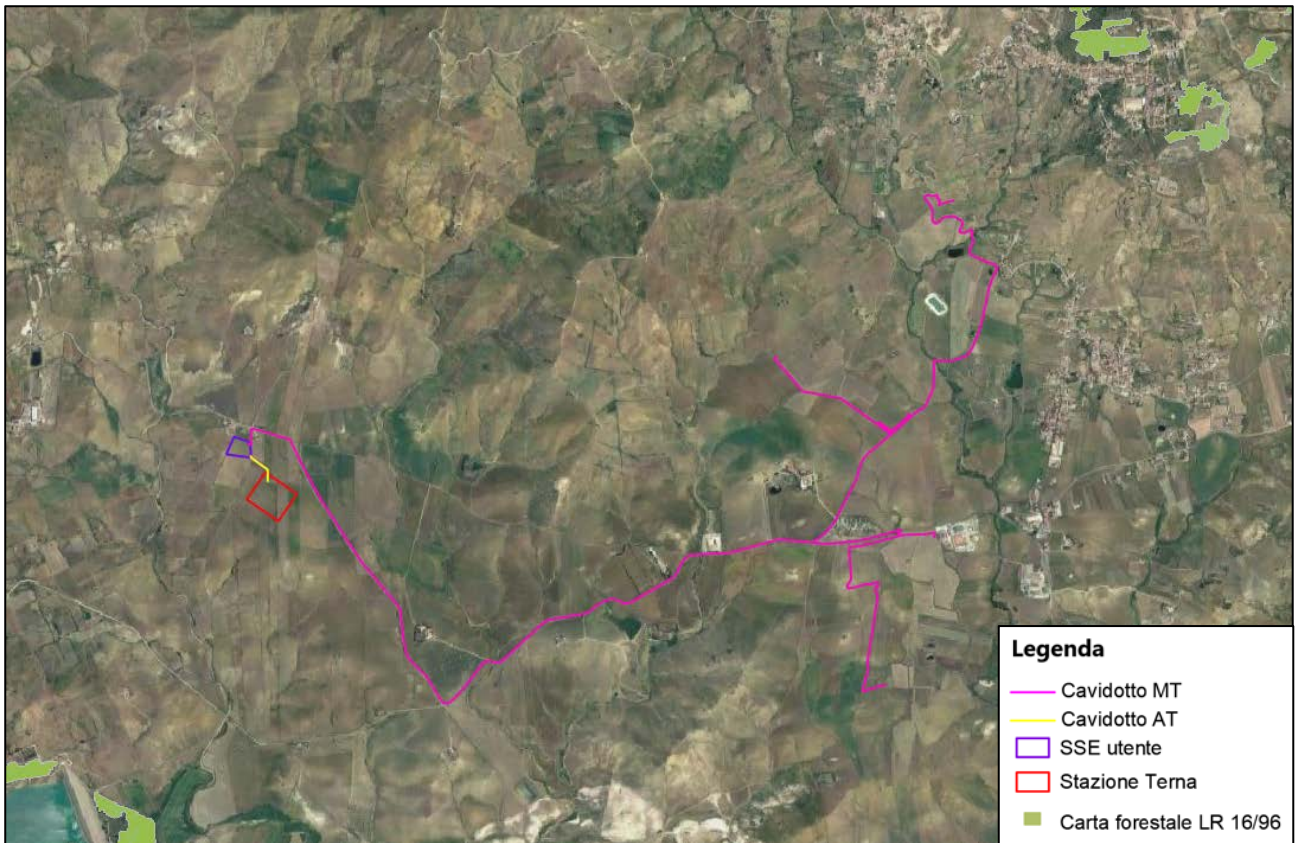 Legenda
Cavidotto MT
Cavidotto AT
SSE utente
Stazione Terna
Carta forestale LR 16/96